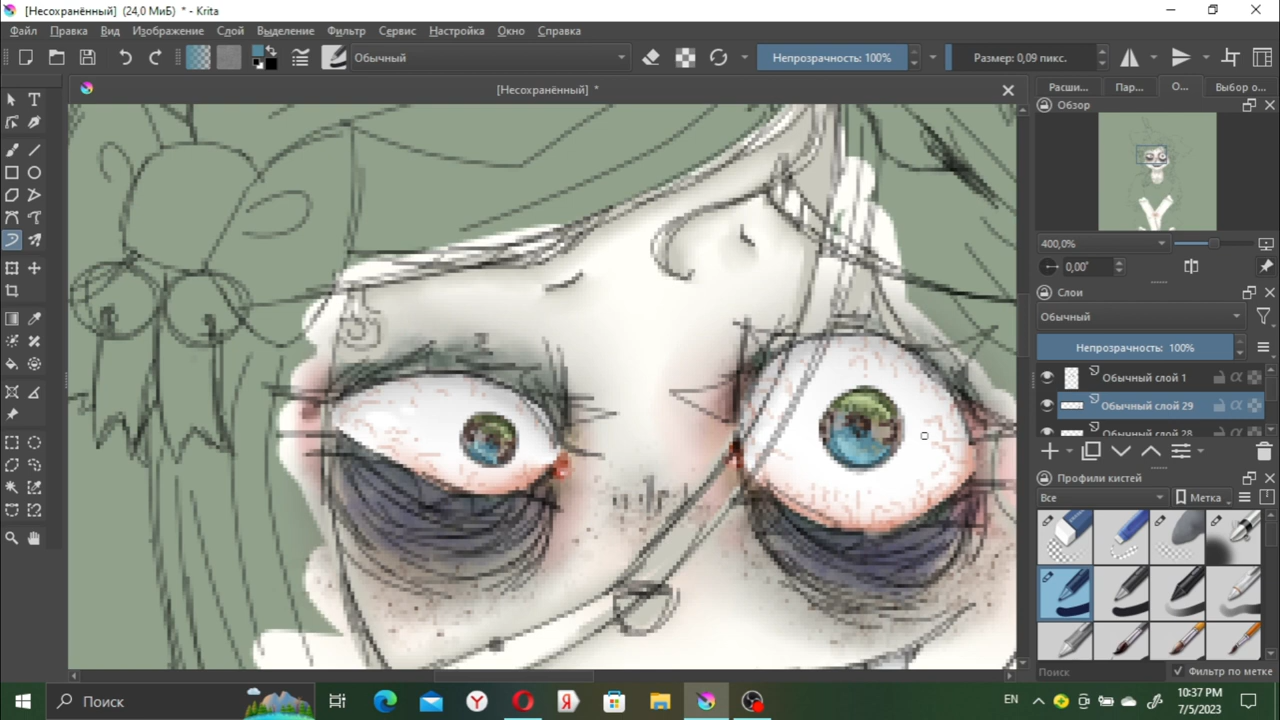 [Несохранённый] (24,0 МиБ) * - Krita
Файл Правка Вид Изображение Слой Выделение Фильтр Сервис Настройка Окно Справка
Обычный
Непрозрачность: 100%
Размер: 0,09 пикс.
[Несохранённый] *
Расши...
Пар...
О...
Выбор о...
Обзор
400,0%
0,00°
Слои
Обычный
Непрозрачность: 100%
Обычный слой 1
Обычный слой 29
Обычный слой 28
Профили кистей
Все
Метка
Поиск
Фильтр по метке
Поиск
EN
10:37 PM
7/5/2023